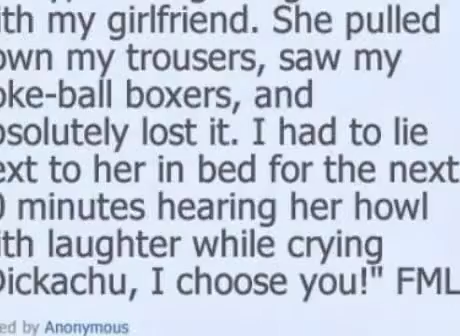 ith my girlfriend. She pulled
own my trousers, saw my
oke-ball boxers, and
bsolutely lost it. I had to lie
ext to her in bed for the next
0 minutes hearing her howl
ith laughter while crying
Dickachu, I choose you!" FML
ed by Anonymous